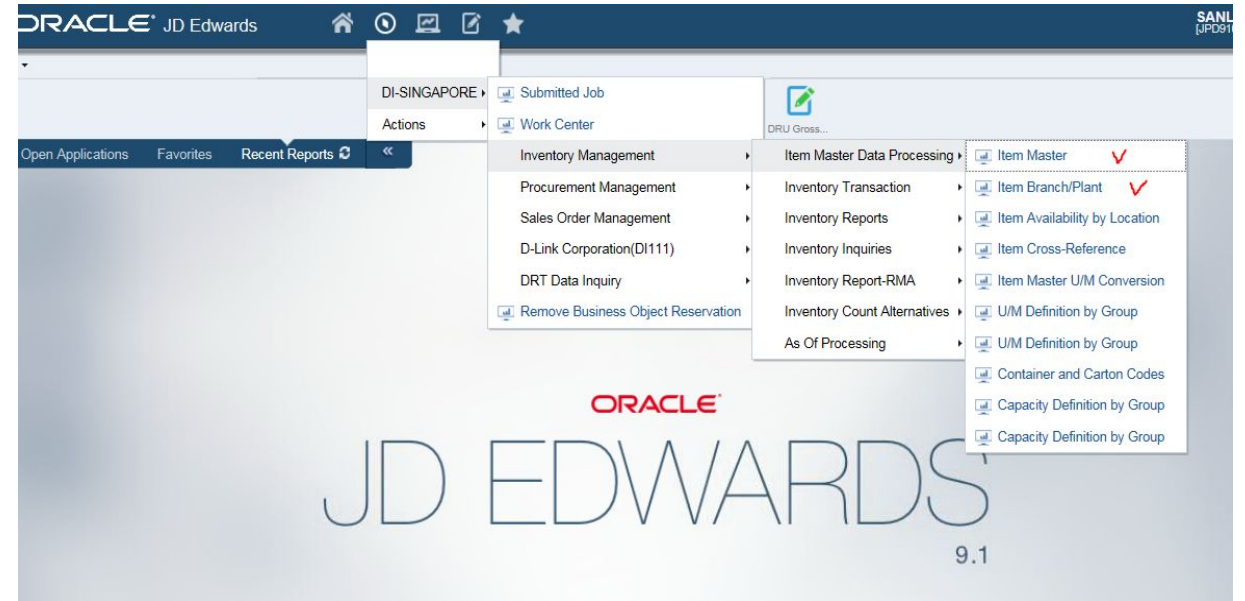 ORACLE JD Edwards
SANL
[JPD91
DI-SINGAPORE
Actions
Submitted Job
Work Center
Inventory Management
Procurement Management
Sales Order Management
D-Link Corporation(DI111)
DRT Data Inquiry
Remove Business Object Reservation
DRU Gross...
Open Applications Favorites Recent Reports «
Item Master Data Processing
Inventory Transaction
Inventory Reports
Inventory Inquiries
Inventory Report-RMA
Inventory Count Alternatives
As Of Processing
Item Master
Item Branch/Plant
Item Availability by Location
Item Cross-Reference
Item Master U/M Conversion
U/M Definition by Group
U/M Definition by Group
Container and Carton Codes
Capacity Definition by Group
Capacity Definition by Group
ORACLE
JD EDWARDS
9.1